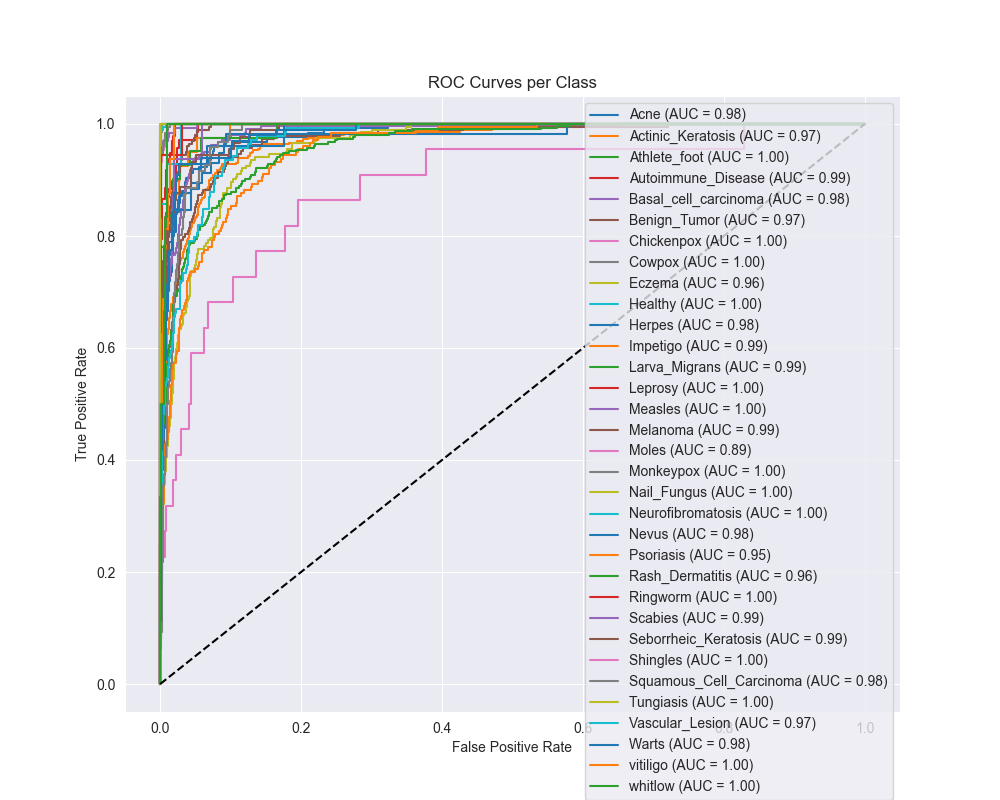 ROC Curves per Class
1.0
0.8
0.6
0.4
0.2
0.0
True Positive Rate
0.0 0.2 0.4 0.6 0.8 1.0
False Positive Rate
Acne (AUC = 0.98)
Actinic_Keratosis (AUC = 0.97)
Athlete_foot (AUC = 1.00)
Autoimmune_Disease (AUC = 0.99)
Basal_cell_carcinoma (AUC = 0.98)
Benign_Tumor (AUC = 0.97)
Chickenpox (AUC = 1.00)
Cowpox (AUC = 1.00)
Eczema (AUC = 0.96)
Healthy (AUC = 1.00)
Herpes (AUC = 0.98)
Impetigo (AUC = 0.99)
Larva_Migrans (AUC = 0.99)
Leprosy (AUC = 1.00)
Measles (AUC = 1.00)
Melanoma (AUC = 0.99)
Moles (AUC = 0.89)
Monkeypox (AUC = 1.00)
Nail_Fungus (AUC = 1.00)
Neurofibromatosis (AUC = 1.00)
Nevus (AUC = 0.98)
Psoriasis (AUC = 0.95)
Rash_Dermatitis (AUC = 0.96)
Ringworm (AUC = 1.00)
Scabies (AUC = 0.99)
Seborrheic_Keratosis (AUC = 0.99)
Shingles (AUC = 1.00)
Squamous_Cell_Carcinoma (AUC = 0.98)
Tungiasis (AUC = 1.00)
Vascular_Lesion (AUC = 0.97)
Warts (AUC = 0.98)
vitiligo (AUC = 1.00)
whitlow (AUC = 1.00)